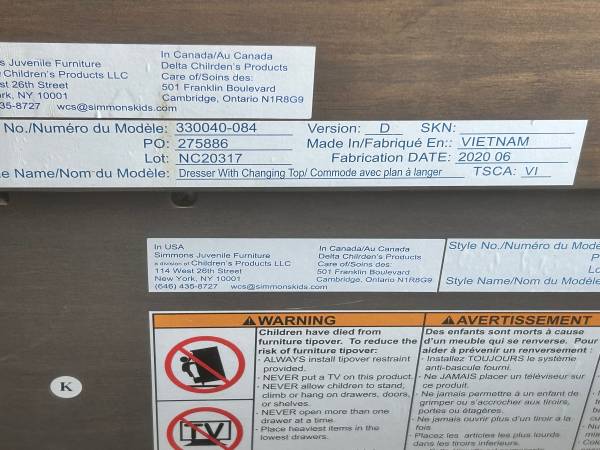 s Juvenile Furniture
Children's Products LLC
st 26th Street
rk, NY 10001
435-8727 wcs@simmonskids.com
In Canada/Au Canada
Delta Chilrden's Products
Care of/Soins des:
501 Franklin Boulevard
Cambridge, Ontario N1R8G9
No./Numéro du Modèle: 330040-084 Version: D SKN:
PO: 275886 Made In/Fabriqué En:: VIETNAM
Lot: NC20317 Fabrication DATE: 2020 06
le Name/Nom du Modèle: Dresser With Changing Top/ Commode avec plan à langer TSCA: VI
In USA
Simmons Juvenile Furniture
a division of Children's Products LLC
114 West 26th Street
New York, NY 10001
(646) 435-8727 wcs@simmonskids.com
In Canada/Au Canada
Delta Children's Products
Care of/Soins des:
501 Franklin Boulevard
Cambridge, Ontario N1R8G9
Style No./Numéro du Modè
P
Lo
Style Name/Nom du Modèle
WARNING
Children have died from
furniture tipover. To reduce the
risk of furniture tipover:
- ALWAYS install tipover restraint
provided.
- NEVER put a TV on this product.
- NEVER allow children to stand,
climb or hang on drawers, doors,
or shelves.
- NEVER open more than one
drawer at a time.
- Place heaviest items in the
lowest drawers.
AVERTISSEMENT
Des enfants sont morts à cause
d'un meuble qui se renverse. Pour
aider à prévenir un renversement :
- Installez TOUJOURS le système
anti-bascule fourni.
- Ne JAMAIS placer un téléviseur sur
ce produit.
- Ne jamais permettre à un enfant de
grimper ou s'accrocher aux tiroirs,
portes ou étagères.
- Ne jamais ouvrir plus d'un tiroir à la
fois
- Placez les articles les plus lourds
dans les tiroirs inferieurs.
TV
K